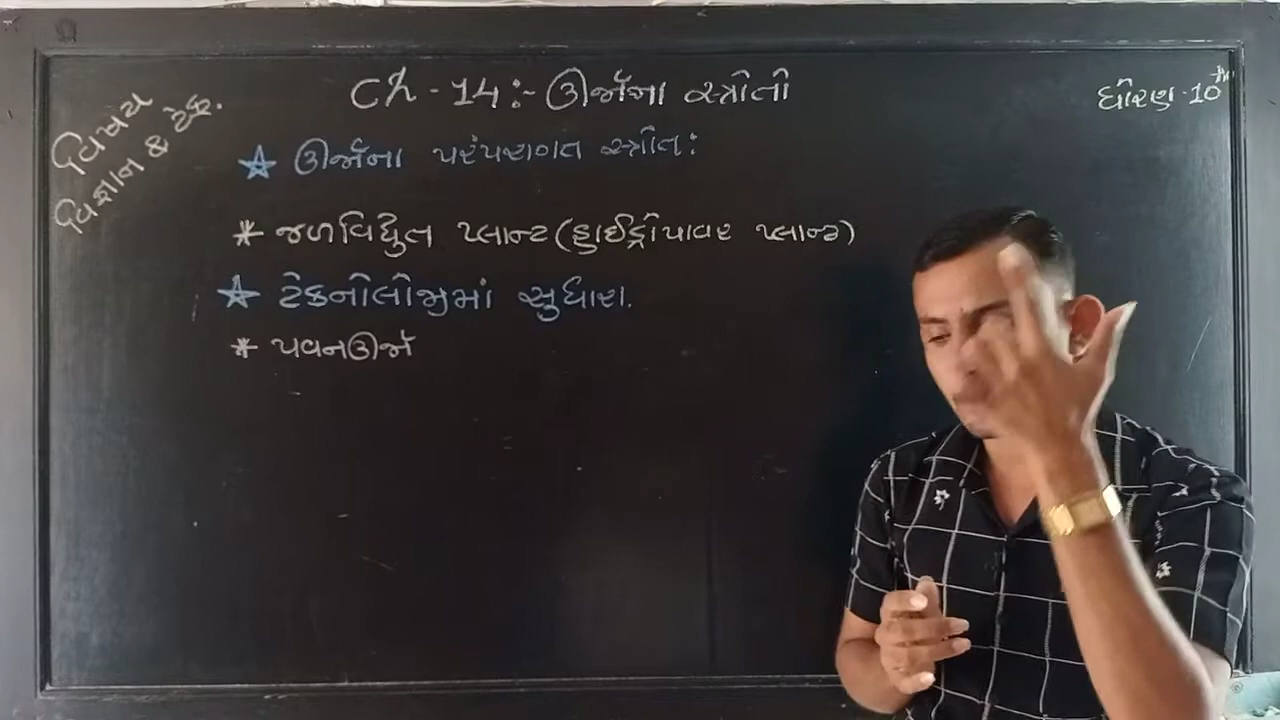 વિષય
વિજ્ઞાન & ટેક.
Ch - 14 :- ઊર્જાના સ્ત્રોતો
ધોરણ - 10th
☆ ઊર્જાના પરંપરાગત સ્ત્રોત :
* જળવિદ્યુત પ્લાન્ટ (હાઈડ્રોપાવર પ્લાન્ટ)
☆ ટેકનોલોજીમાં સુધારા.
* પવનઊર્જા